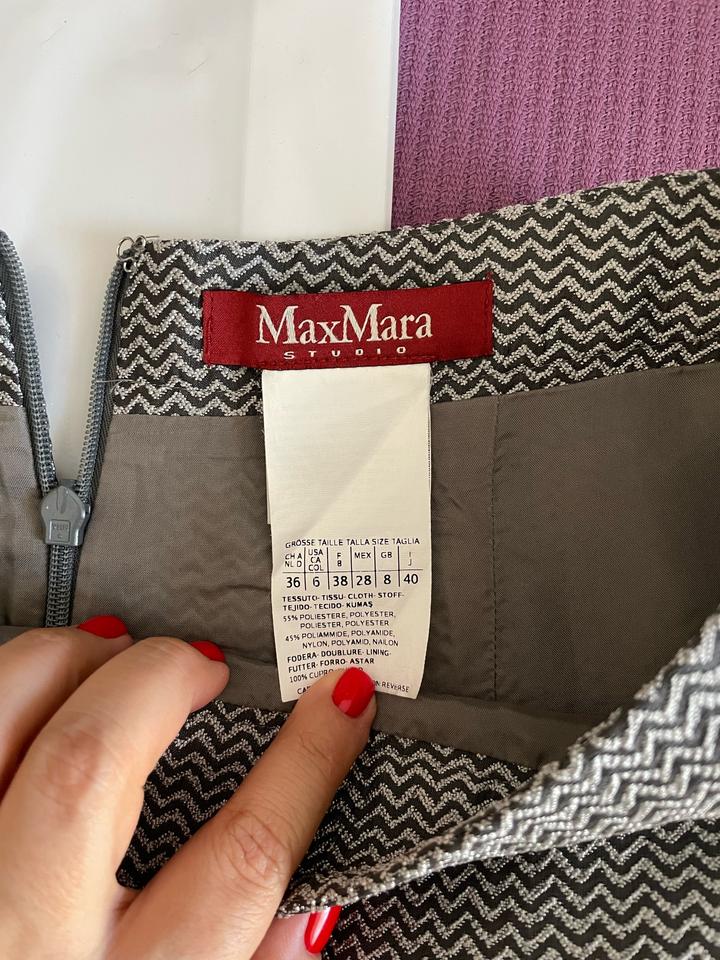 MaxMara
STUDIO
GRÖSSE TAILLE TALLA SIZE TAGLIA
CH A NL D USA CA COL F B MEX GB I J
36 6 38 28 8 40
TESSUTO- TISSU- CLOTH- STOFF-
TEJIDO- TECIDO- KUMAŞ
55% POLIESTERE, POLYESTER,
POLIESTER, POLYESTER
45% POLIAMMIDE, POLYAMIDE,
NYLON, POLYAMID, NAILON
FODERA- DOUBLURE- LINING-
FUTTER- FORRO- ASTAR
100% CUPRO
REVERSE